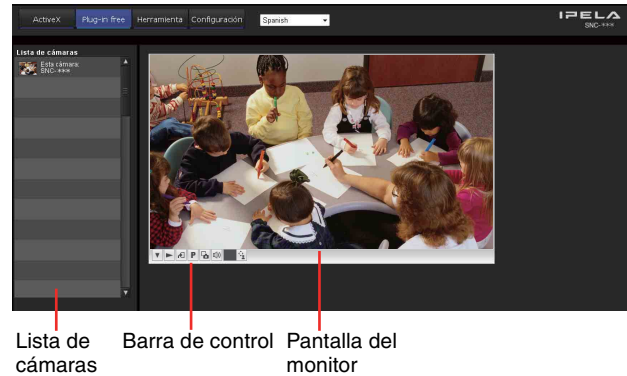 ActiveX Plug-in free Herramienta Configuración Spanish IPELA
SNC-***
Lista de cámaras
Esta cámara:
SNC-***
P
Lista de cámaras
Barra de control
Pantalla del monitor